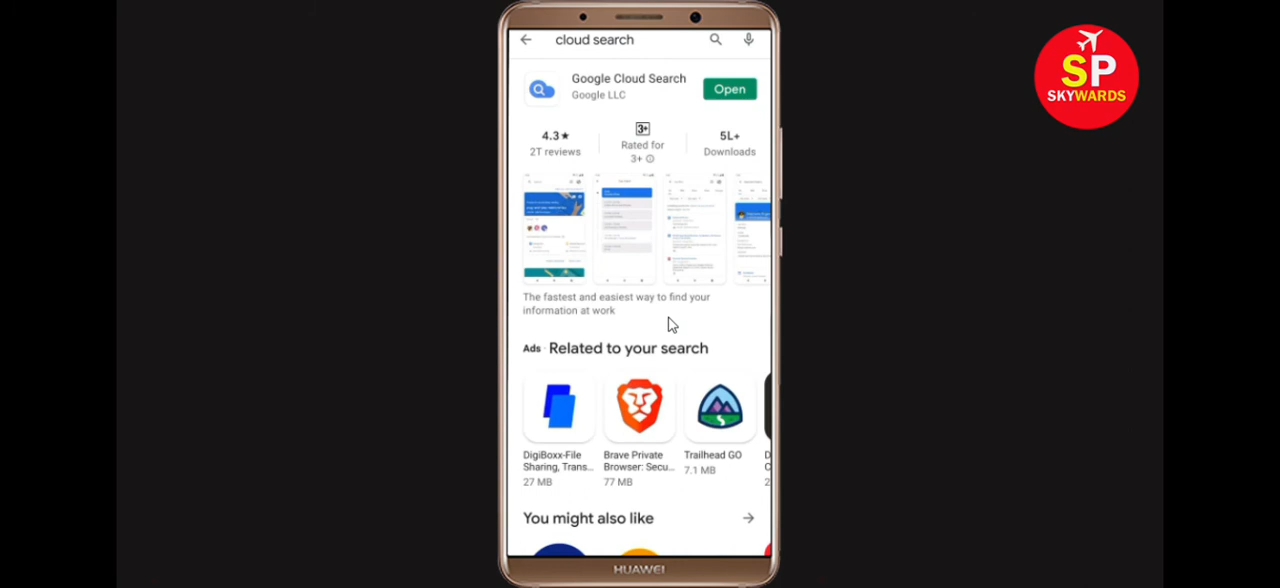 cloud search
SP
SKYWARDS
Google Cloud Search
Google LLC
Open
4.3★
2T reviews
3+
Rated for
3+
5L+
Downloads
The fastest and easiest way to find your
information at work
Ads · Related to your search
DigiBoxx-File
Sharing, Trans...
27 MB
Brave Private
Browser: Secu...
77 MB
Trailhead GO
7.1 MB
You might also like
HUAWEI